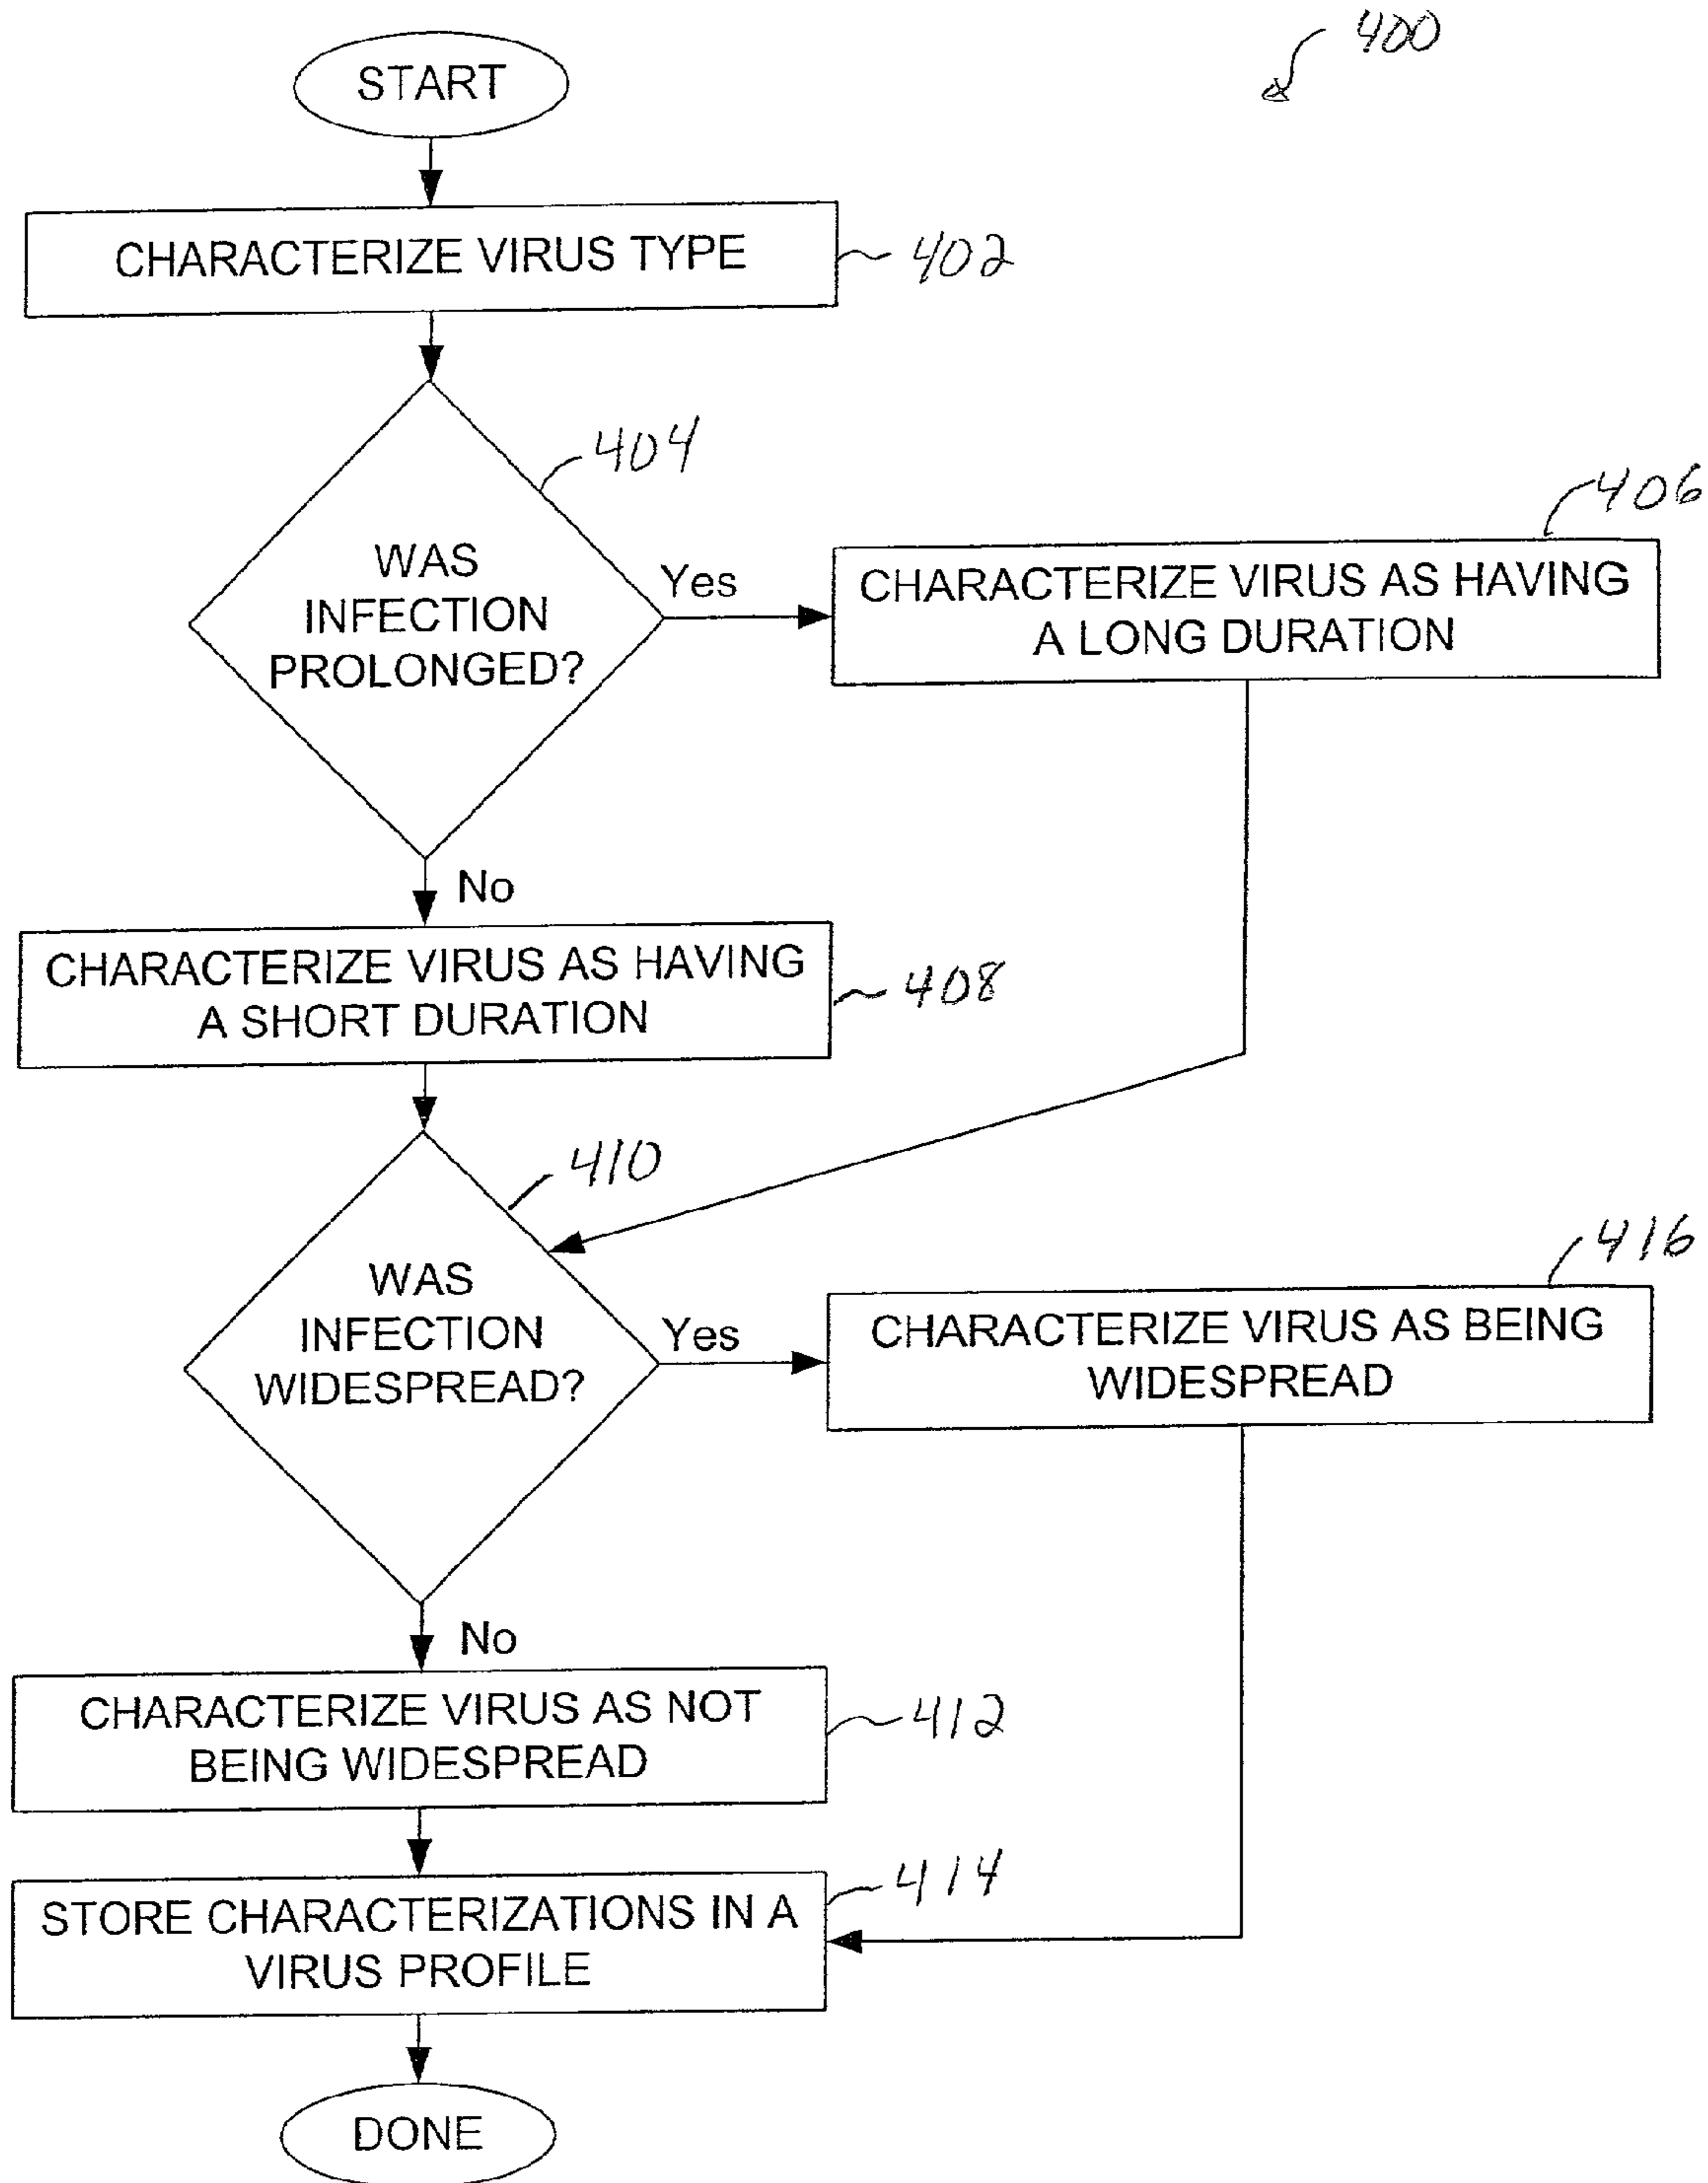 400
START
CHARACTERIZE VIRUS TYPE
402
404
WAS
INFECTION
PROLONGED?
Yes
406
CHARACTERIZE VIRUS AS HAVING
A LONG DURATION
No
CHARACTERIZE VIRUS AS HAVING
A SHORT DURATION
408
410
WAS
INFECTION
WIDESPREAD?
Yes
416
CHARACTERIZE VIRUS AS BEING
WIDESPREAD
No
CHARACTERIZE VIRUS AS NOT
BEING WIDESPREAD
412
STORE CHARACTERIZATIONS IN A
VIRUS PROFILE
414
DONE